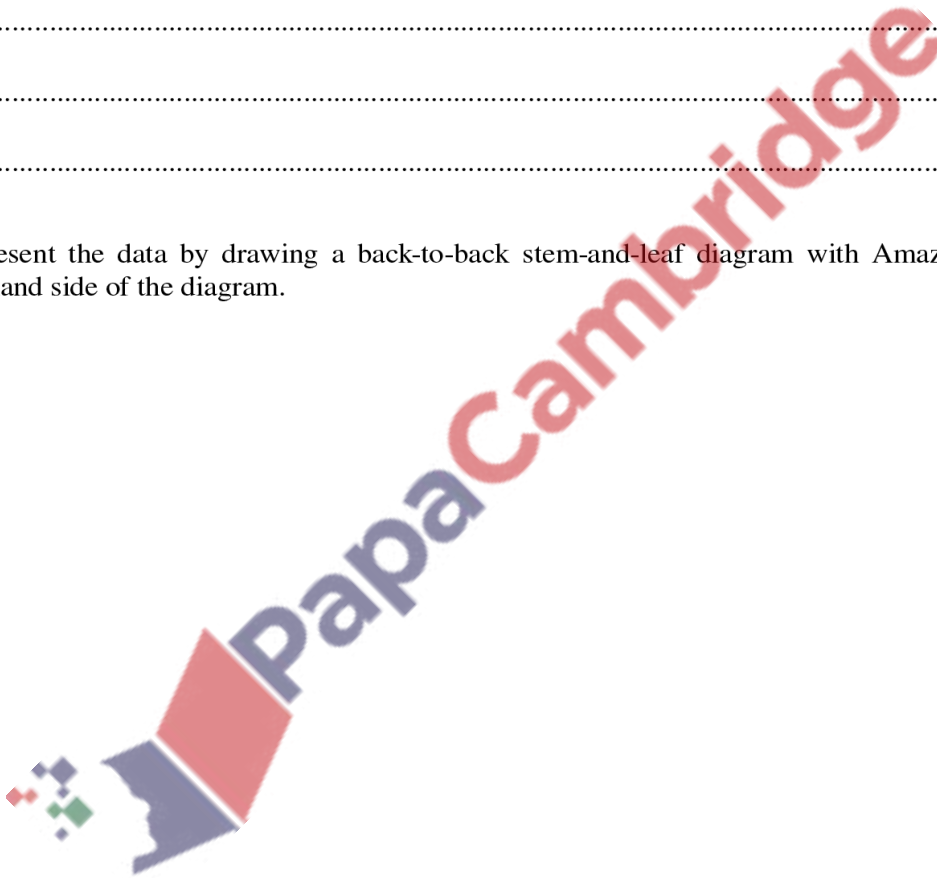 esent the data by drawing a back-to-back stem-and-leaf diagram with Amaz
and side of the diagram.
PapaCambridge